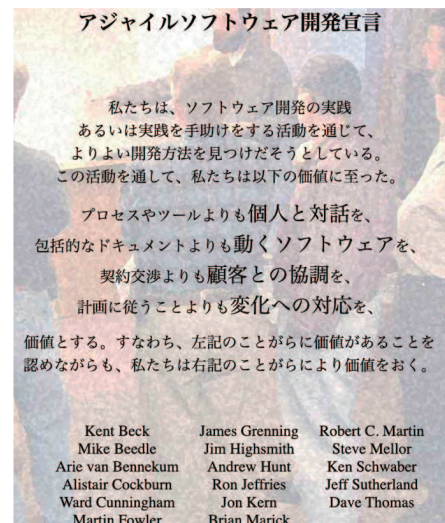 アジャイルソフトウェア開発宣言
私たちは、ソフトウェア開発の実践
あるいは実践を手助けをする活動を通じて、
よりよい開発方法を見つけだそうとしている。
この活動を通して、私たちは以下の価値に至った。
プロセスやツールよりも個人と対話を、
包括的なドキュメントよりも動くソフトウェアを、
契約交渉よりも顧客との協調を、
計画に従うことよりも変化への対応を、
価値とする。すなわち、左記のことがらに価値があることを
認めながらも、私たちは右記のことがらにより価値をおく。
Kent Beck James Grenning Robert C. Martin
Mike Beedle Jim Highsmith Steve Mellor
Arie van Bennekum Andrew Hunt Ken Schwaber
Alistair Cockburn Ron Jeffries Jeff Sutherland
Ward Cunningham Jon Kern Dave Thomas
Martin Fowler Brian Marick